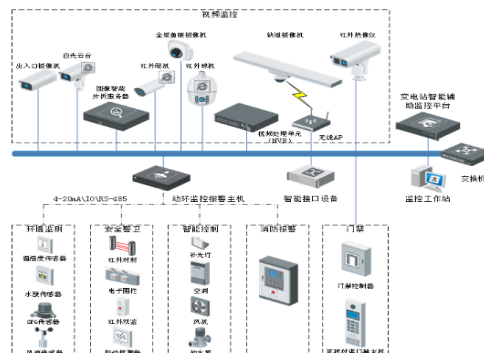 视频监控
全景鱼眼摄像机
轨道摄像机
红外热像仪
出入口摄像机
白光云台
红外球机
图像智能
分析服务器
视频处理单元
(NVR)
无线AP
变电站智能辅
助监控平台
交换机
监控工作站
智能接口设备
动环监控报警主机
4-20mA\IO\RS-485
环境监测
安全警卫
智能控制
消防报警
门禁
温湿度传感器
水浸传感器
SF6传感器
红外对射
电子围栏
红外双鉴
补光灯
空调
风机
门禁控制器